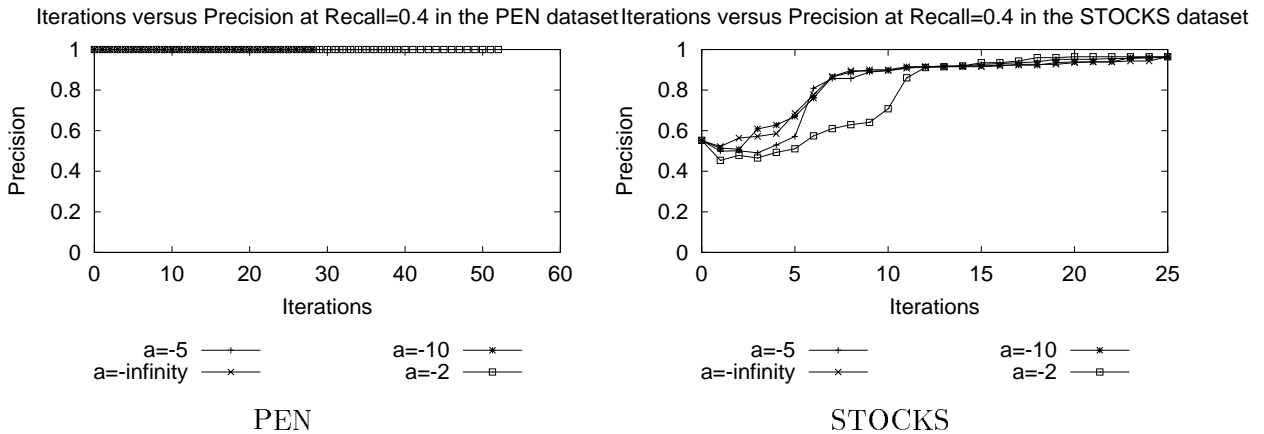 Iterations versus Precision at Recall=0.4 in the PEN dataset
1
0.8
0.6
0.4
0.2
0
Precision
0 10 20 30 40 50 60
Iterations
a=-5 a=-10
a=-infinity a=-2
PEN
Iterations versus Precision at Recall=0.4 in the STOCKS dataset
1
0.8
0.6
0.4
0.2
0
Precision
0 5 10 15 20 25
Iterations
a=-5 a=-10
a=-infinity a=-2
STOCKS